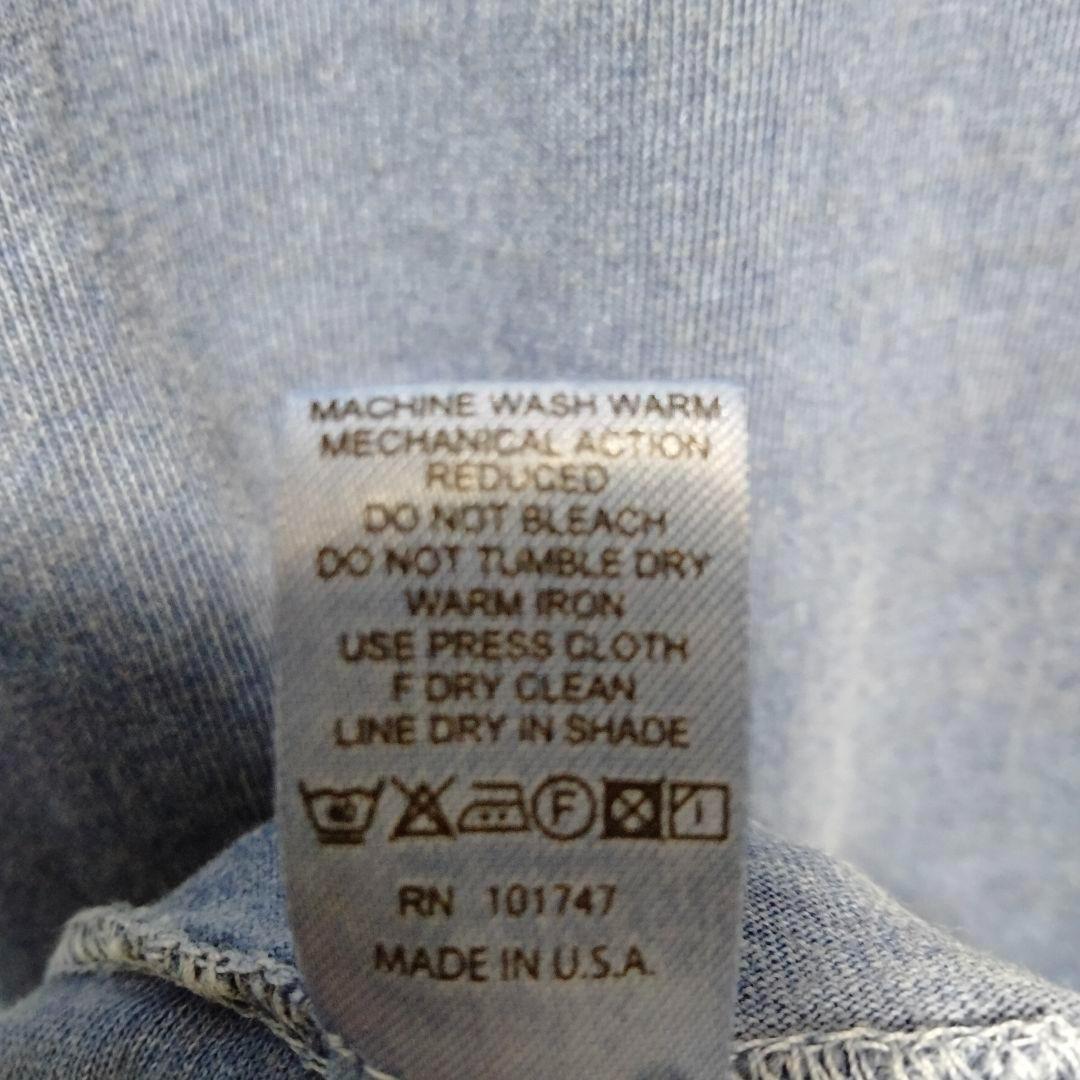 MACHINE WASH WARM
MECHANICAL ACTION
REDUCED
DO NOT BLEACH
DO NOT TUMBLE DRY
WARM IRON
USE PRESS CLOTH
F DRY CLEAN
LINE DRY IN SHADE
F
RN 101747
MADE IN U.S.A.